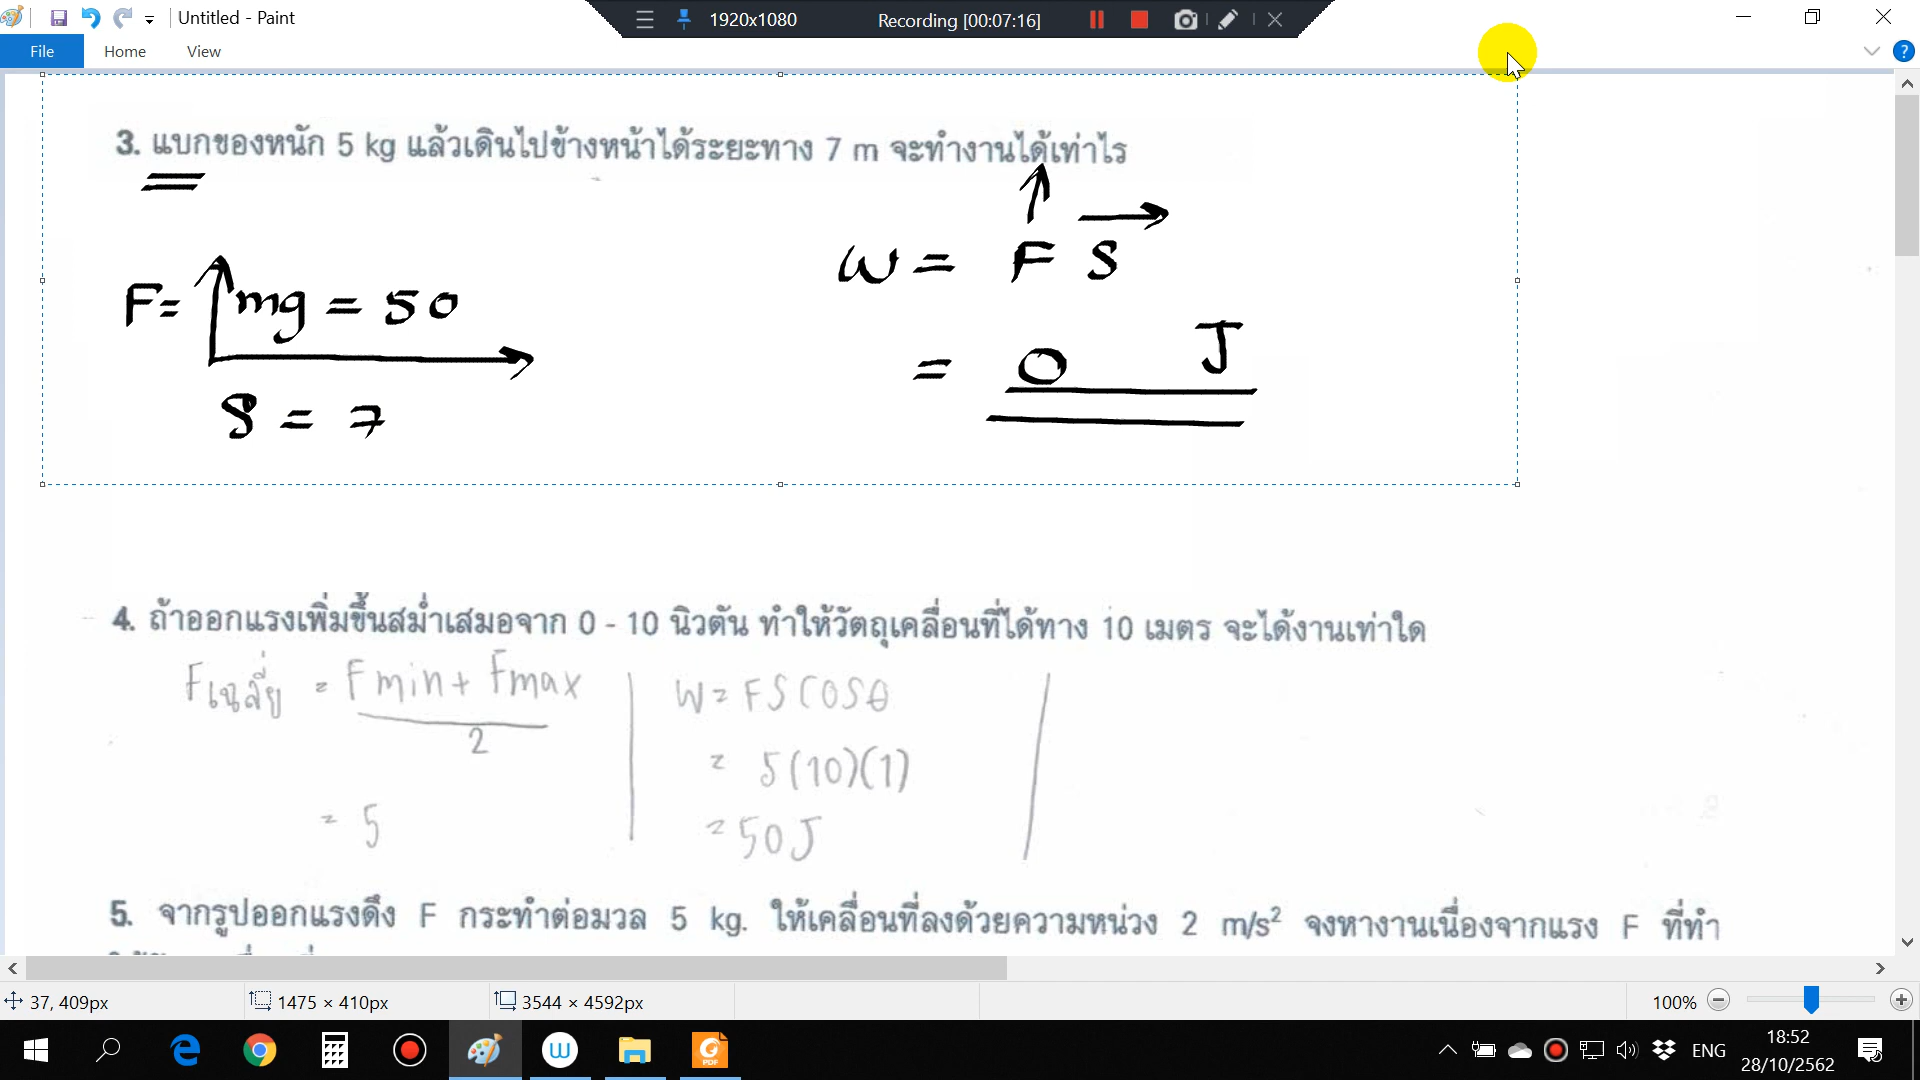 Untitled - Paint
1920x1080 Recording [00:07:16]
File Home View
3. แบกของหนัก 5 kg แล้วเดินไปข้างหน้าได้ระยะทาง 7 m จะทำงานได้เท่าไร
F= mg = 50
S = 7
W = F S
= 0 J
4. ถ้าออกแรงเพิ่มขึ้นสม่ำเสมอจาก 0 - 10 นิวตัน ทำให้วัตถุเคลื่อนที่ได้ทาง 10 เมตร จะได้งานเท่าใด
Fเฉลี่ย = Fmin + Fmax
2
= 5
W = FScosθ
= 5(10)(1)
= 50J
5. จากรูปออกแรงดึง F กระทำต่อมวล 5 kg. ให้เคลื่อนที่ลงด้วยความหน่วง 2 m/s² จงหางานเนื่องจากแรง F ที่ทำ
37, 409px
1475 × 410px
3544 × 4592px
100%
ENG
18:52
28/10/2562